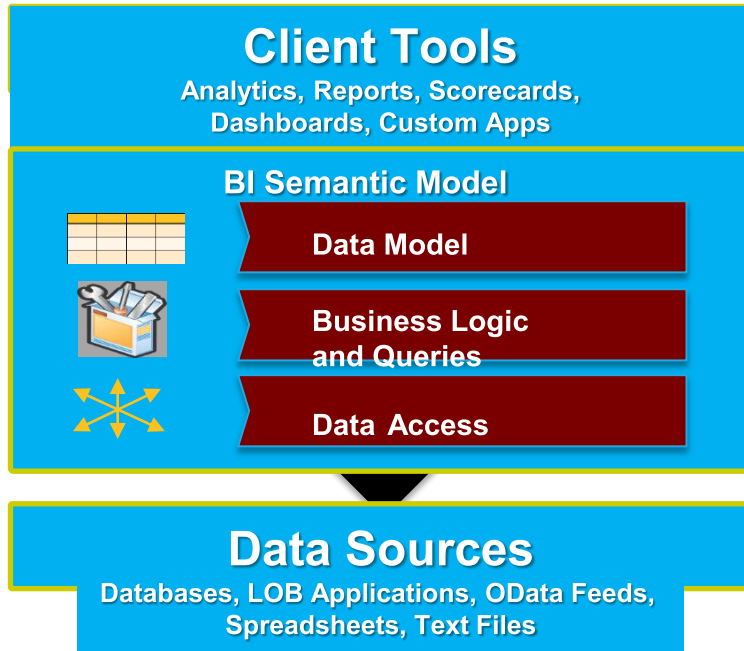 Client Tools
Analytics, Reports, Scorecards,
Dashboards, Custom Apps
BI Semantic Model
Data Model
Business Logic
and Queries
Data Access
Data Sources
Databases, LOB Applications, OData Feeds,
Spreadsheets, Text Files